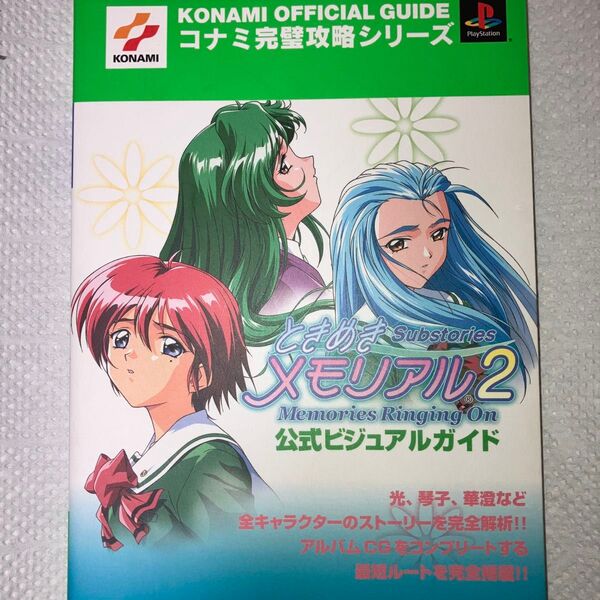 KONAMI OFFICIAL GUIDE
コナミ完璧攻略シリーズ
KONAMI
PlayStation
ときめき Substories
メモリアル2
Memories Ringing On
公式ビジュアルガイド
光、琴子、華澄など
全キャラクターのストーリーを完全解析!!
アルバムCGをコンプリートする
最短ルートを完全掲載!!